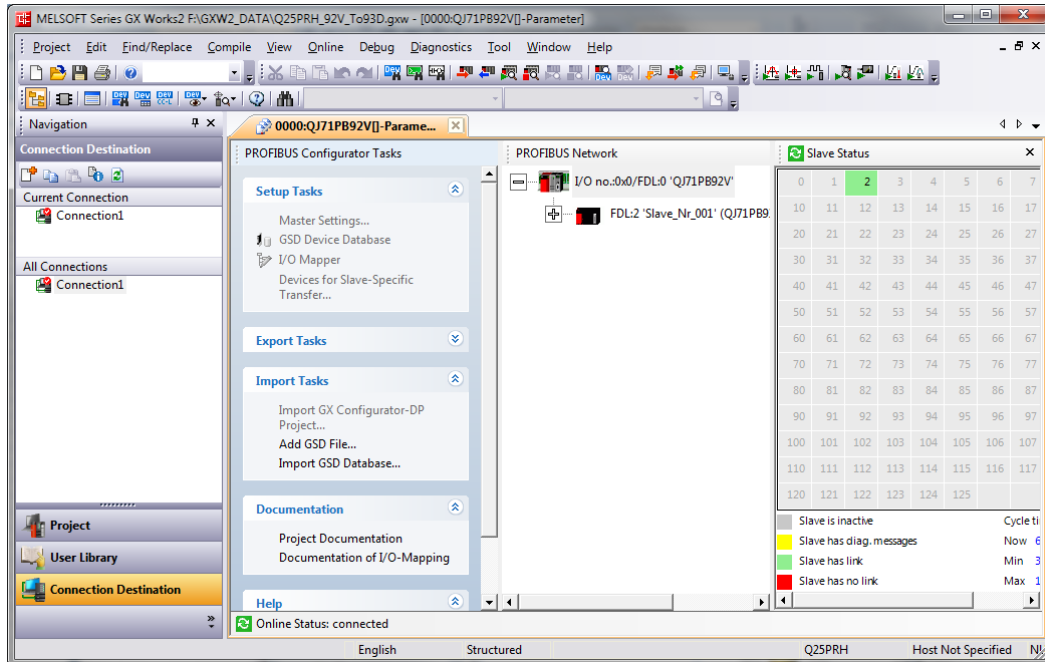 MELSOFT Series GX Works2 F:\GXW2_DATA\Q25PRH_92V_To93D.gxw - [0000:QJ71PB92V[]-Parameter]
Project Edit Find/Replace Compile View Online Debug Diagnostics Tool Window Help
Navigation
0000:QJ71PB92V[]-Parame...
Connection Destination
Current Connection
Connection1
All Connections
Connection1
Project
User Library
Connection Destination
PROFIBUS Configurator Tasks
Setup Tasks
Master Settings...
GSD Device Database
I/O Mapper
Devices for Slave-Specific
Transfer...
Export Tasks
Import Tasks
Import GX Configurator-DP
Project...
Add GSD File...
Import GSD Database...
Documentation
Project Documentation
Documentation of I/O-Mapping
Help
PROFIBUS Network
I/O no.:0x0/FDL:0 'QJ71PB92V'
FDL:2 'Slave_Nr_001' (QJ71PB9.
Slave Status
0 1 2 3 4 5 6 7
10 11 12 13 14 15 16 17
20 21 22 23 24 25 26 27
30 31 32 33 34 35 36 37
40 41 42 43 44 45 46 47
50 51 52 53 54 55 56 57
60 61 62 63 64 65 66 67
70 71 72 73 74 75 76 77
80 81 82 83 84 85 86 87
90 91 92 93 94 95 96 97
100 101 102 103 104 105 106 107
110 111 112 113 114 115 116 117
120 121 122 123 124 125
Slave is inactive Cycle ti
Slave has diag. messages Now 6
Slave has link Min 3
Slave has no link Max 1
Online Status: connected
English Structured Q25PRH Host Not Specified